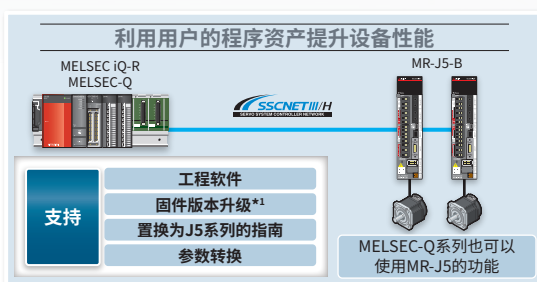 利用用户的程序资产提升设备性能
MELSEC iQ-R
MELSEC-Q
MR-J5-B
SSCNETIII/H
SERVO SYSTEM CONTROLLER NETWORK
支持
工程软件
固件版本升级*1
置换为J5系列的指南
参数转换
MELSEC-Q系列也可以
使用MR-J5的功能